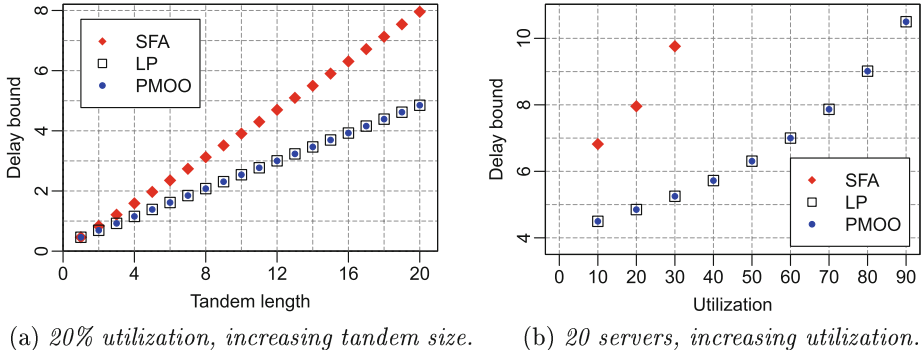 8
6
4
2
0
Delay bound
SFA
LP
PMOO
0 4 8 12 16 20
Tandem length
(a) 20% utilization, increasing tandem size.
10
8
6
4
Delay bound
SFA
LP
PMOO
0 10 20 30 40 50 60 70 80 90
Utilization
(b) 20 servers, increasing utilization.